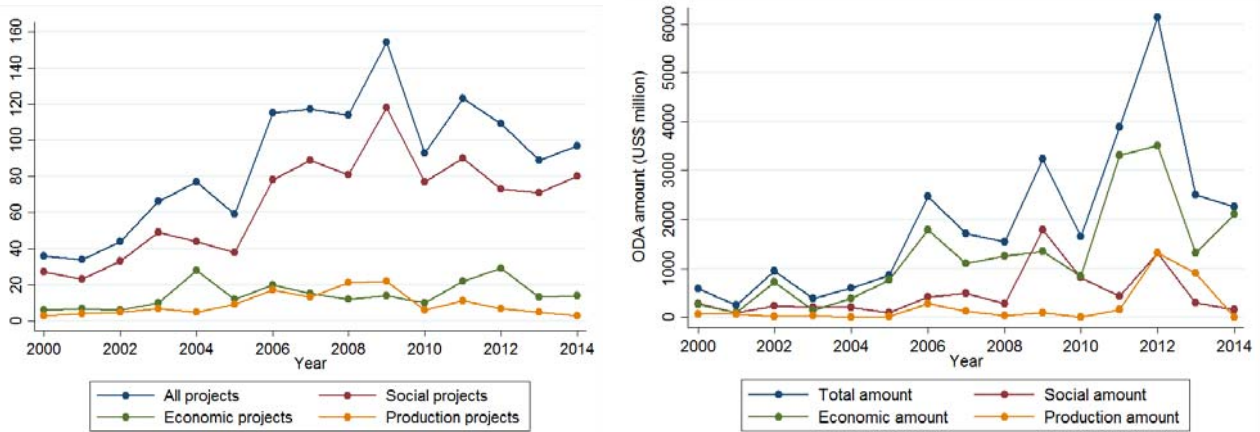 160
140
120
100
80
60
40
20
0
2000 2002 2004 2006 2008 2010 2012 2014
Year
All projects Social projects
Economic projects Production projects
ODA amount (US$ million)
6000
5000
4000
3000
2000
1000
0
2000 2002 2004 2006 2008 2010 2012 2014
Year
Total amount Social amount
Economic amount Production amount